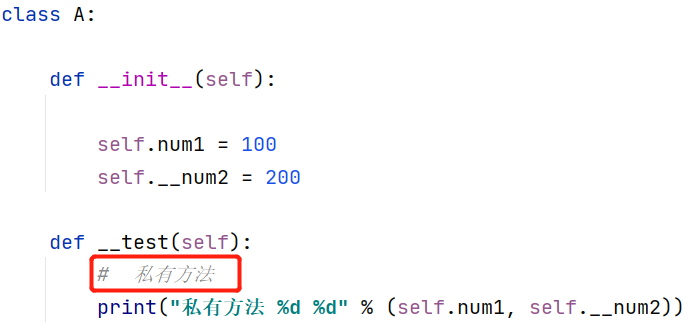 class A:
def __init__(self):
self.num1 = 100
self.__num2 = 200
def __test(self):
#  私有方法
print("私有方法 %d %d" % (self.num1, self.__num2))